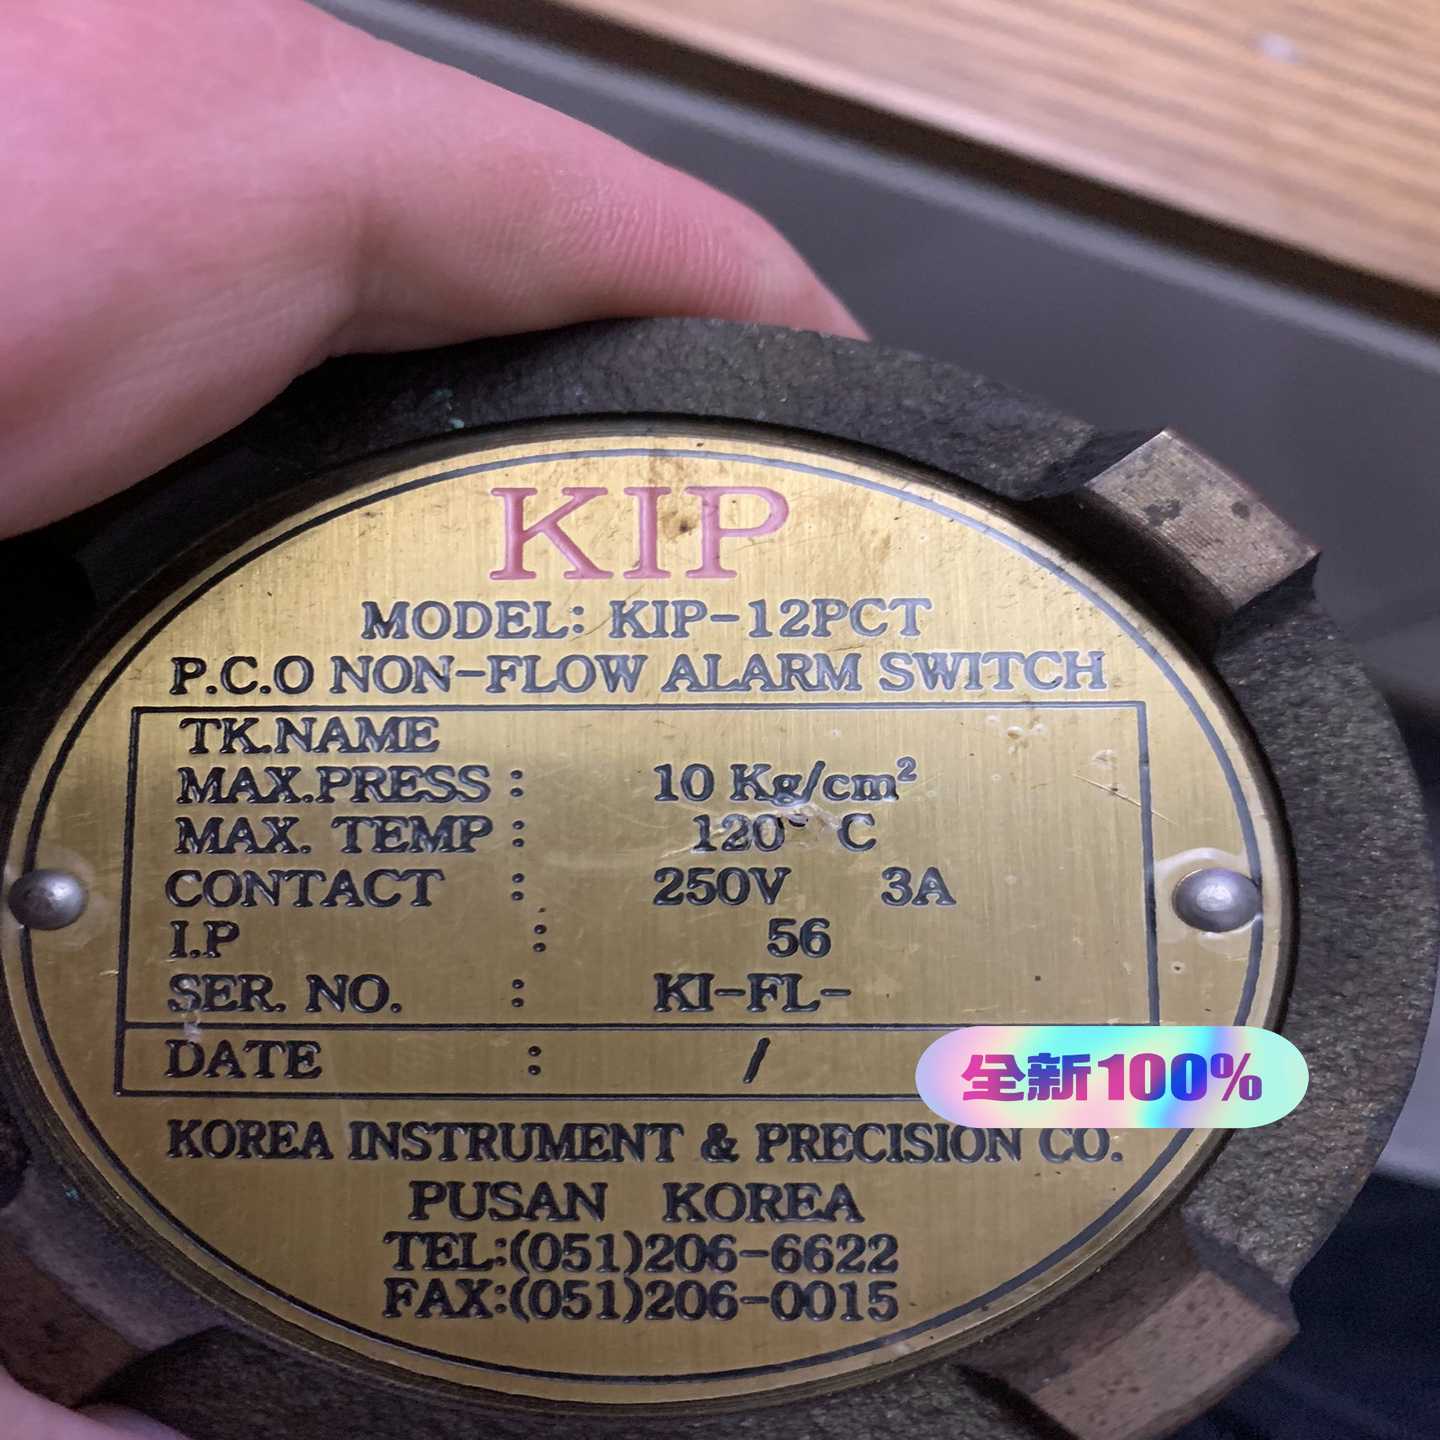 KIP
MODEL: KIP-12PCT
P.C.O NON-FLOW ALARM SWITCH
TK.NAME
MAX.PRESS : 10 Kg/cm²
MAX. TEMP : 120° C
CONTACT : 250V 3A
I.P : 56
SER. NO. : KI-FL-
DATE : /
全新100%
KOREA INSTRUMENT & PRECISION CO.
PUSAN KOREA
TEL:(051)206-6622
FAX:(051)206-0015